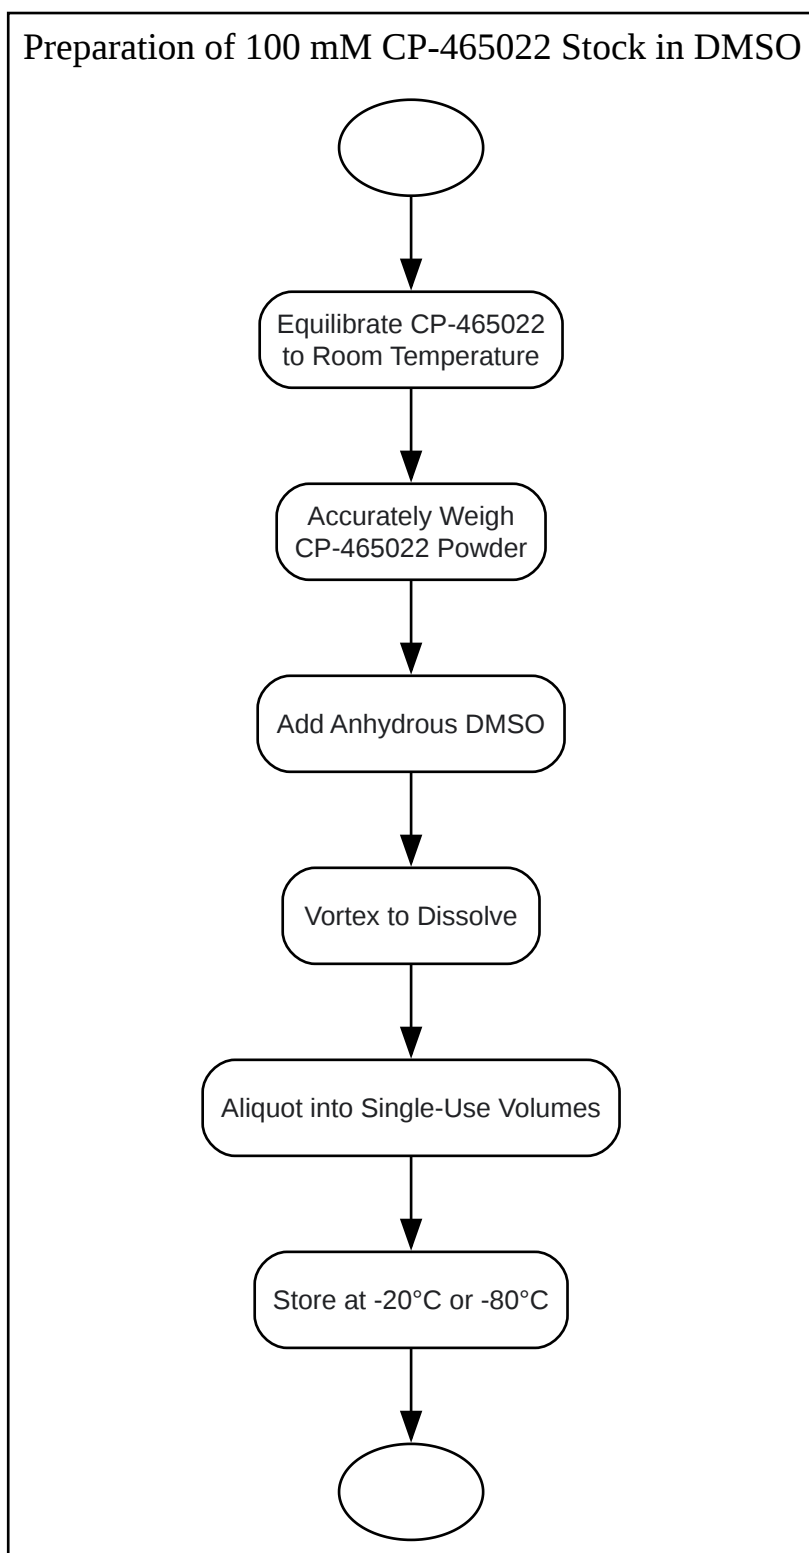 Preparation of 100 mM CP-465022 Stock in DMSO
Equilibrate CP-465022
to Room Temperature
Accurately Weigh
CP-465022 Powder
Add Anhydrous DMSO
Vortex to Dissolve
Aliquot into Single-Use Volumes
Store at -20°C or -80°C